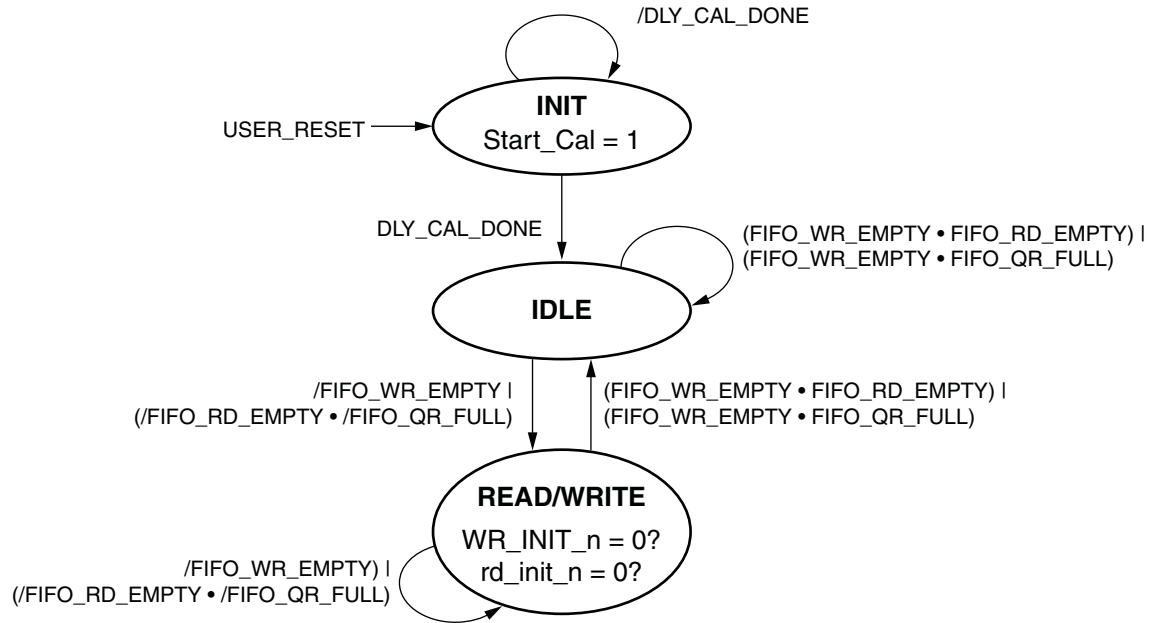 /DLY_CAL_DONE
INIT
Start_Cal = 1
USER_RESET
DLY_CAL_DONE
(FIFO_WR_EMPTY • FIFO_RD_EMPTY) |
(FIFO_WR_EMPTY • FIFO_QR_FULL)
IDLE
/FIFO_WR_EMPTY |
(/FIFO_RD_EMPTY • /FIFO_QR_FULL)
(FIFO_WR_EMPTY • FIFO_RD_EMPTY) |
(FIFO_WR_EMPTY • FIFO_QR_FULL)
READ/WRITE
WR_INIT_n = 0?
rd_init_n = 0?
/FIFO_WR_EMPTY) |
(/FIFO_RD_EMPTY • /FIFO_QR_FULL)